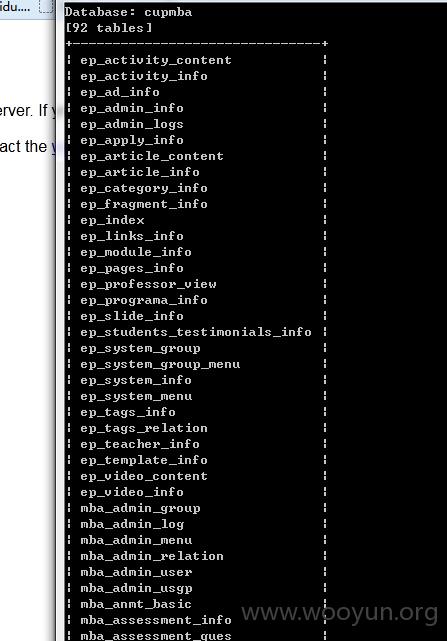 idu....
Database: cupmba
[92 tables]
erver. If y
act the w
ep_activity_content
ep_activity_info
ep_ad_info
ep_admin_info
ep_admin_logs
ep_apply_info
ep_article_content
ep_article_info
ep_category_info
ep_fragment_info
ep_index
ep_links_info
ep_module_info
ep_pages_info
ep_professor_view
ep_programa_info
ep_slide_info
ep_students_testimonials_info
ep_system_group
ep_system_group_menu
ep_system_info
ep_system_menu
ep_tags_info
ep_tags_relation
ep_teacher_info
ep_template_info
ep_video_content
ep_video_info
mba_admin_group
mba_admin_log
mba_admin_menu
mba_admin_relation
mba_admin_user
mba_admin_usgp
mba_anmt_basic
mba_assessment_info
mba_assessment_ques
www.wooyun.org